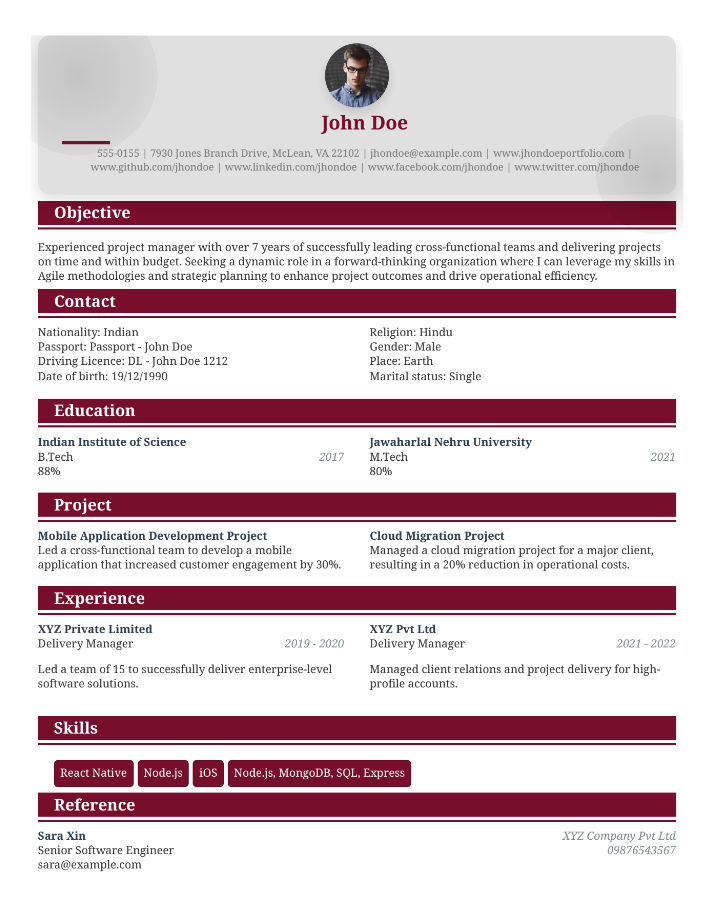 John Doe
555-0155 | 7930 Jones Branch Drive, McLean, VA 22102 | jhondoe@example.com | www.jhondoeportfolio.com |
www.github.com/jhondoe | www.linkedin.com/jhondoe | www.facebook.com/jhondoe | www.twitter.com/jhondoe
Objective
Experienced project manager with over 7 years of successfully leading cross-functional teams and delivering projects
on time and within budget. Seeking a dynamic role in a forward-thinking organization where I can leverage my skills in
Agile methodologies and strategic planning to enhance project outcomes and drive operational efficiency.
Contact
Nationality: Indian
Passport: Passport - John Doe
Driving Licence: DL - John Doe 1212
Date of birth: 19/12/1990
Religion: Hindu
Gender: Male
Place: Earth
Marital status: Single
Education
Indian Institute of Science
B.Tech 2017
88%
Jawaharlal Nehru University
M.Tech 2021
80%
Project
Mobile Application Development Project
Led a cross-functional team to develop a mobile
application that increased customer engagement by 30%.
Cloud Migration Project
Managed a cloud migration project for a major client,
resulting in a 20% reduction in operational costs.
Experience
XYZ Private Limited
Delivery Manager 2019 - 2020
Led a team of 15 to successfully deliver enterprise-level
software solutions.
XYZ Pvt Ltd
Delivery Manager 2021 - 2022
Managed client relations and project delivery for high-
profile accounts.
Skills
React Native Node.js iOS Node.js, MongoDB, SQL, Express
Reference
Sara Xin XYZ Company Pvt Ltd
Senior Software Engineer 09876543567
sara@example.com